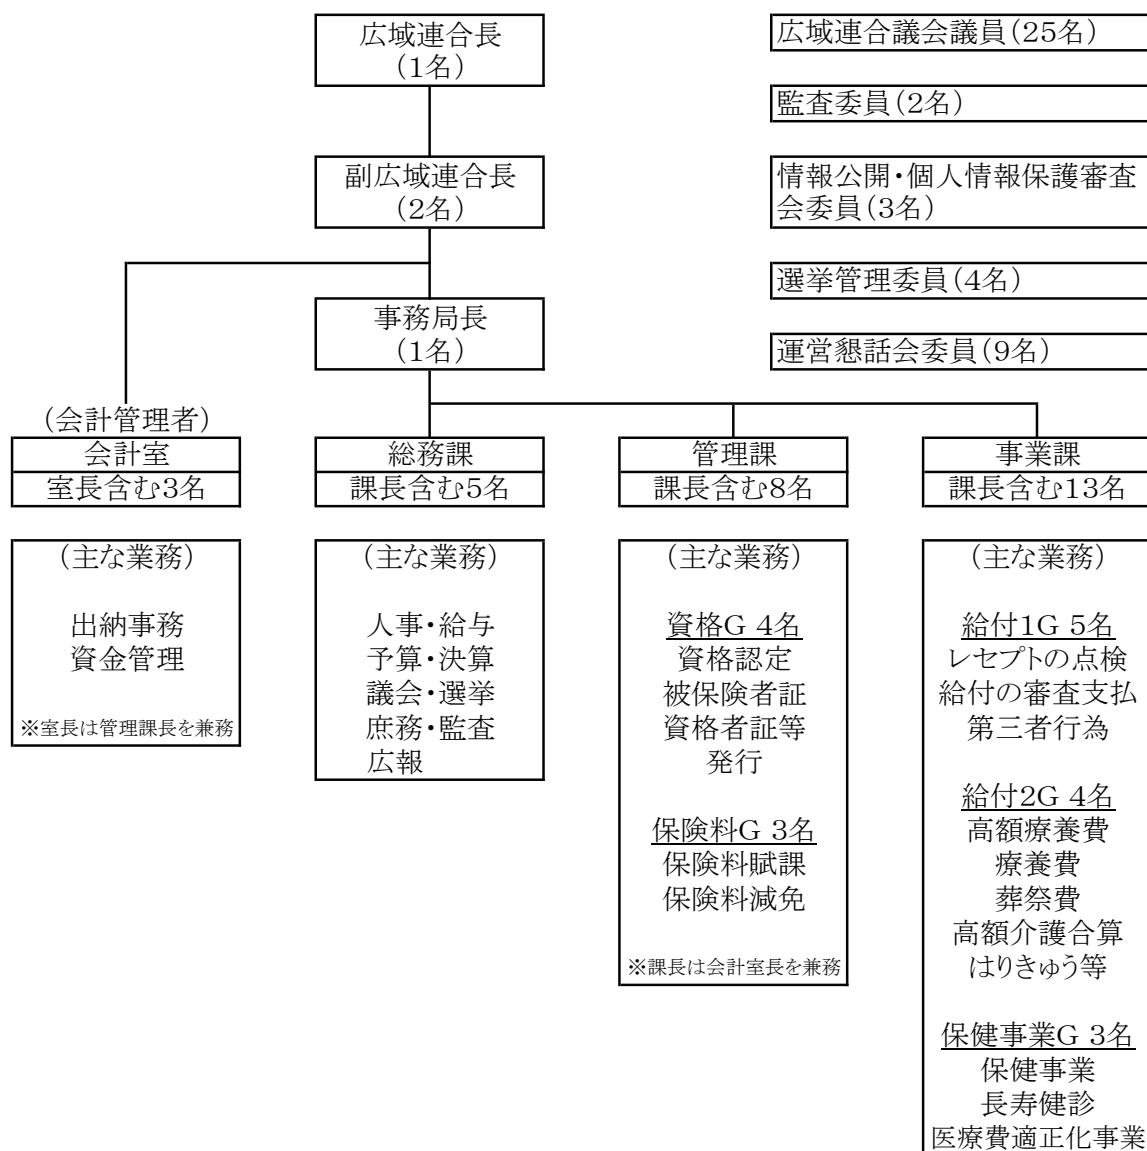 広域連合長
(1名)
副広域連合長
(2名)
事務局長
(1名)
広域連合議会議員(25名)
監査委員(2名)
情報公開・個人情報保護審査
会委員(3名)
選挙管理委員(4名)
運営懇話会委員(9名)
(会計管理者)
会計室
室長含む3名
(主な業務)
出納事務
資金管理
※室長は管理課長を兼務
総務課
課長含む5名
(主な業務)
人事・給与
予算・決算
議会・選挙
庶務・監査
広報
管理課
課長含む8名
(主な業務)
資格G 4名
資格認定
被保険者証
資格者証等
発行
保険料G 3名
保険料賦課
保険料減免
※課長は会計室長を兼務
事業課
課長含む13名
(主な業務)
給付1G 5名
レセプトの点検
給付の審査支払
第三者行為
給付2G 4名
高額療養費
療養費
葬祭費
高額介護合算
はりきゅう等
保健事業G 3名
保健事業
長寿健診
医療費適正化事業